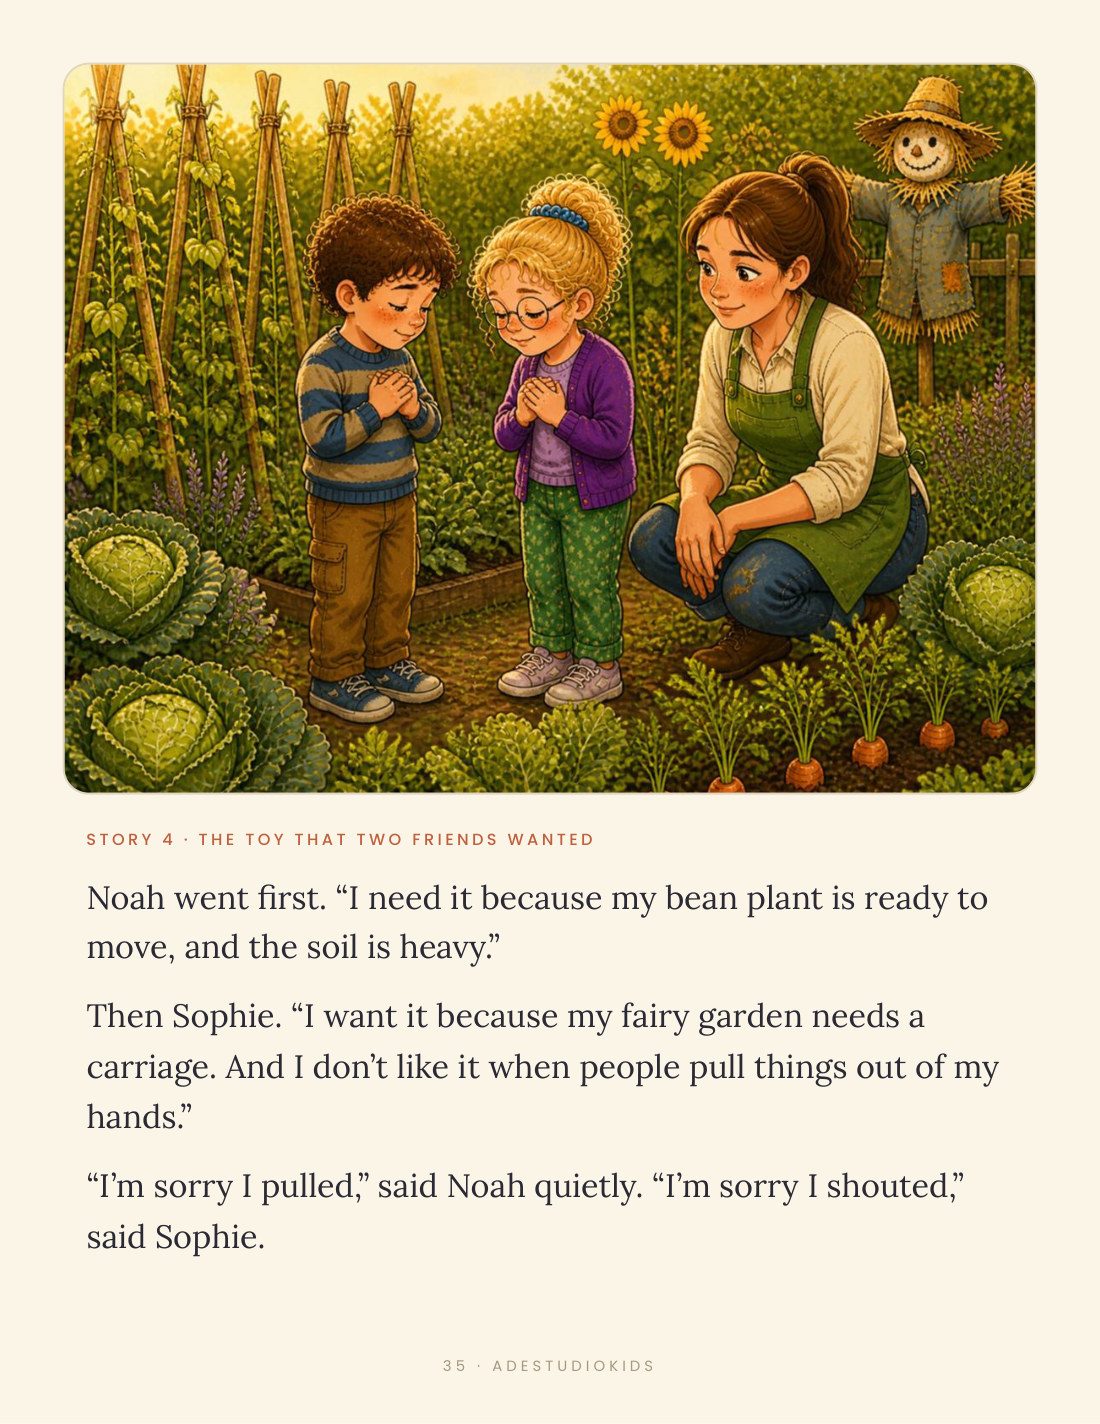 STORY 4 · THE TOY THAT TWO FRIENDS WANTED
Noah went first. “I need it because my bean plant is ready to
move, and the soil is heavy.”
Then Sophie. “I want it because my fairy garden needs a
carriage. And I don’t like it when people pull things out of my
hands.”
“I’m sorry I pulled,” said Noah quietly. “I’m sorry I shouted,”
said Sophie.
35 · ADESTUDIOKIDS